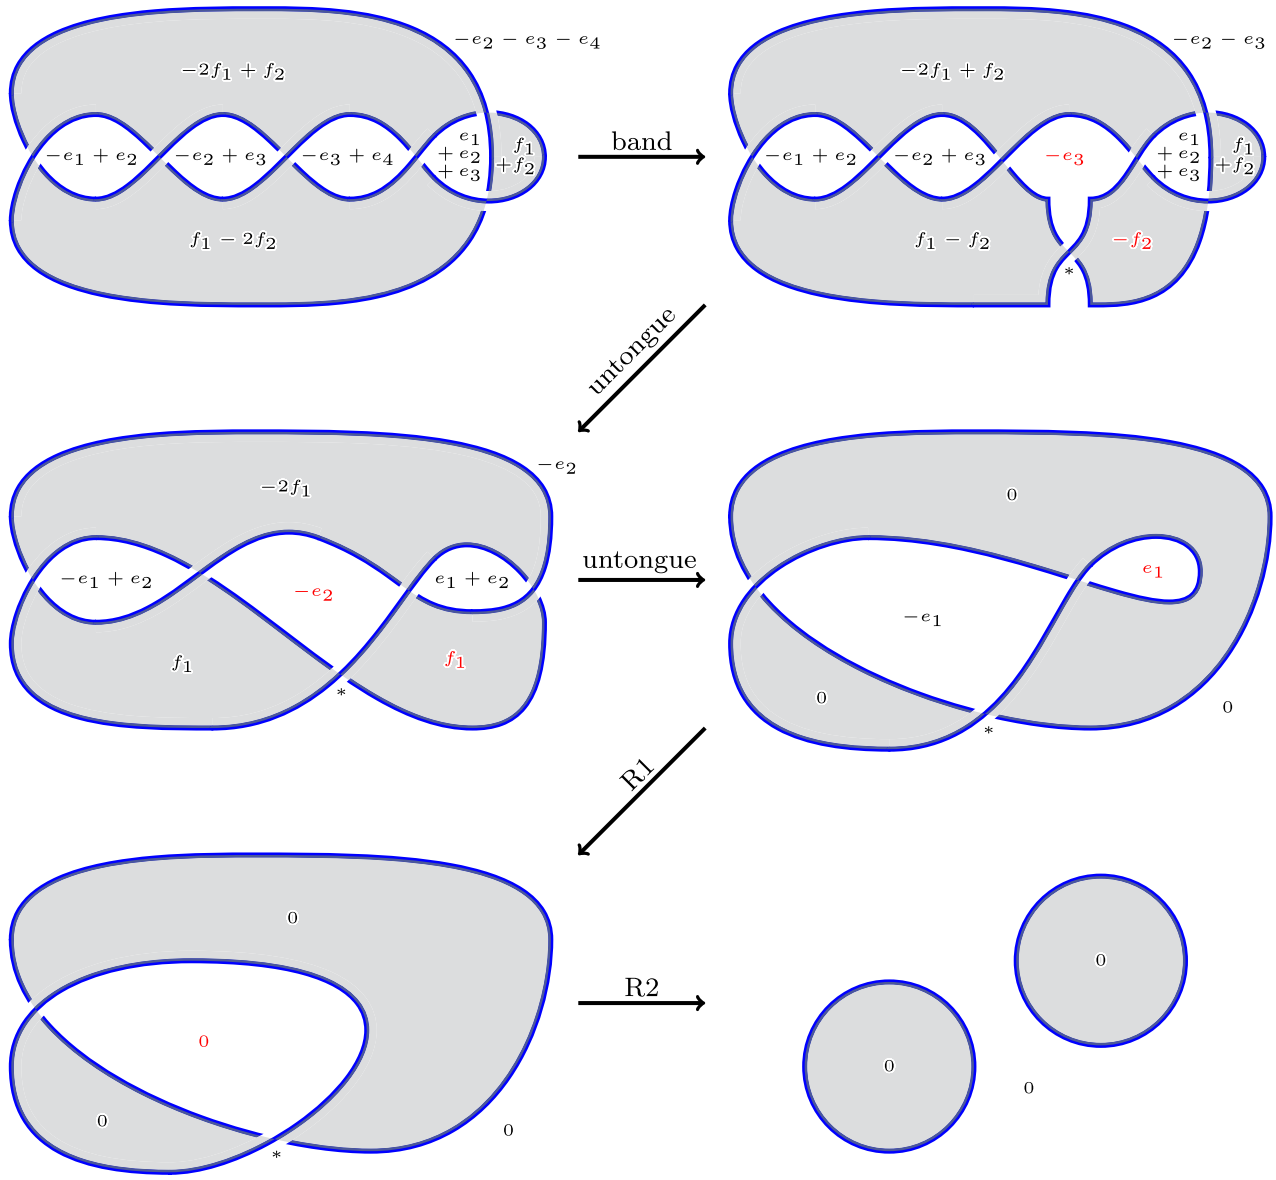 −e₂ − e₃ − e₄
−2f₁ + f₂
−e₁ + e₂
−e₂ + e₃
−e₃ + e₄
e₁
+ e₂
+ e₃
f₁
+f₂
f₁ − 2f₂
band
−e₂ − e₃
−2f₁ + f₂
−e₁ + e₂
−e₂ + e₃
−e₃
e₁
+ e₂
+ e₃
f₁
+f₂
f₁ − f₂
−f₂
*
untongue
−e₂
−2f₁
−e₁ + e₂
−e₂
e₁ + e₂
f₁
f₁
*
untongue
0
e₁
−e₁
0
0
*
R1
0
0
0
0
*
R2
0
0
0